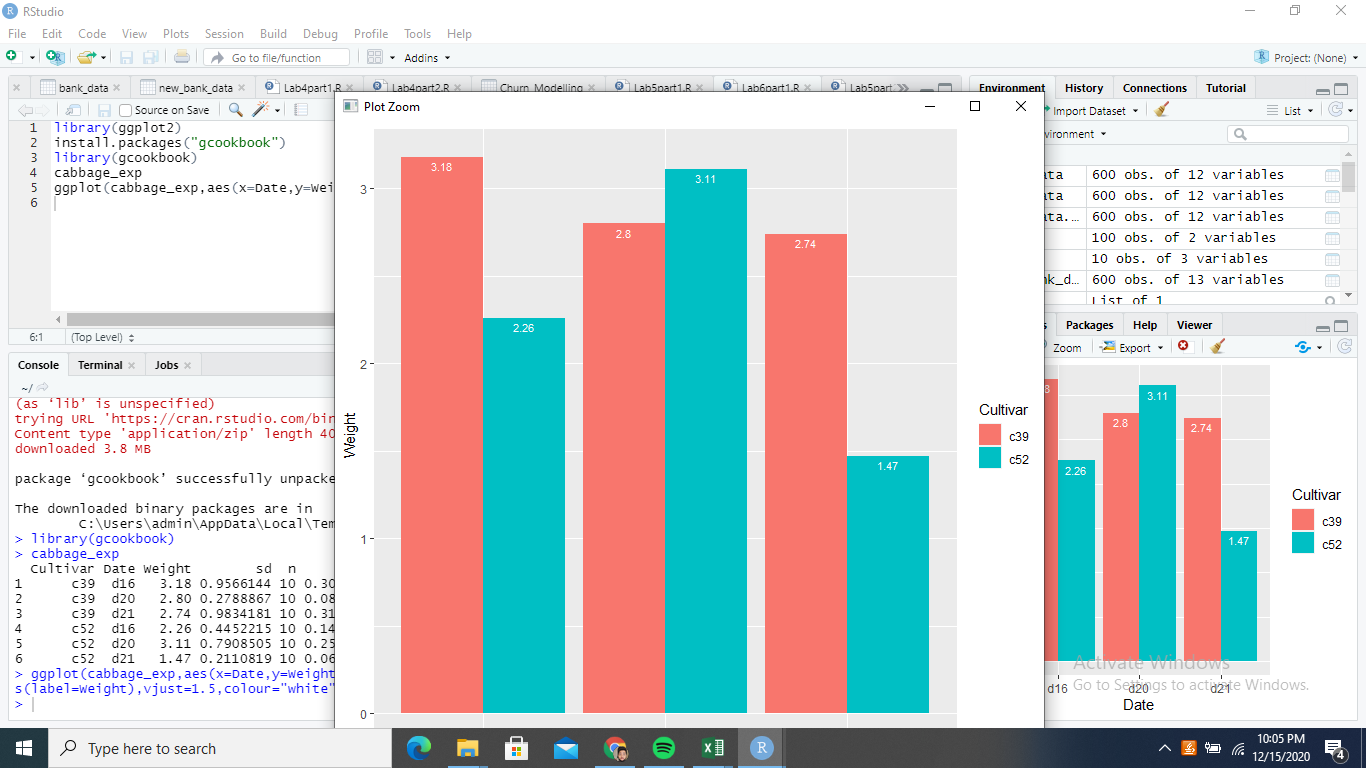 RStudio
File Edit Code View Plots Session Build Debug Profile Tools Help
Go to file/function Addins Project: (None)
bank_data new_bank_data Lab4part1.R Lab4part2.R Churn_Modelling Lab5part1.R Lab6part1.R Lab5part
Environment History Connections Tutorial
Source on Save
Import Dataset List
Plot Zoom
1 library(ggplot2)
2 install.packages("gcookbook")
3 library(gcookbook)
4 cabbage_exp
5 ggplot(cabbage_exp,aes(x=Date,y=Wei
6
6:1 (Top Level)
vironment
ata 600 obs. of 12 variables
ata 600 obs. of 12 variables
ata.… 600 obs. of 12 variables
100 obs. of 2 variables
10 obs. of 3 variables
nk_d… 600 obs. of 13 variables
List of 1
s Packages Help Viewer
Zoom Export
Console Terminal Jobs
~/
(as ‘lib’ is unspecified)
trying URL 'https://cran.rstudio.com/bin
Content type 'application/zip' length 40
downloaded 3.8 MB
package ‘gcookbook’ successfully unpacke
The downloaded binary packages are in
C:\Users\admin\AppData\Local\Tem
> library(gcookbook)
> cabbage_exp
Cultivar Date Weight sd n
1 c39 d16 3.18 0.9566144 10 0.30
2 c39 d20 2.80 0.2788867 10 0.08
3 c39 d21 2.74 0.9834181 10 0.31
4 c52 d16 2.26 0.4452215 10 0.14
5 c52 d20 3.11 0.7908505 10 0.25
6 c52 d21 1.47 0.2110819 10 0.06
> ggplot(cabbage_exp,aes(x=Date,y=Weight
s(label=Weight),vjust=1.5,colour="white"
>
3.18 2.26 2.8 3.11 2.74 1.47
3
2
1
0
Weight
Cultivar
c39
c52
8 2.26 2.8 3.11 2.74 1.47
Cultivar
c39
c52
d16 d20 d21
Date
Activate Windows
Go to Settings to activate Windows.
Type here to search
10:05 PM
12/15/2020
4